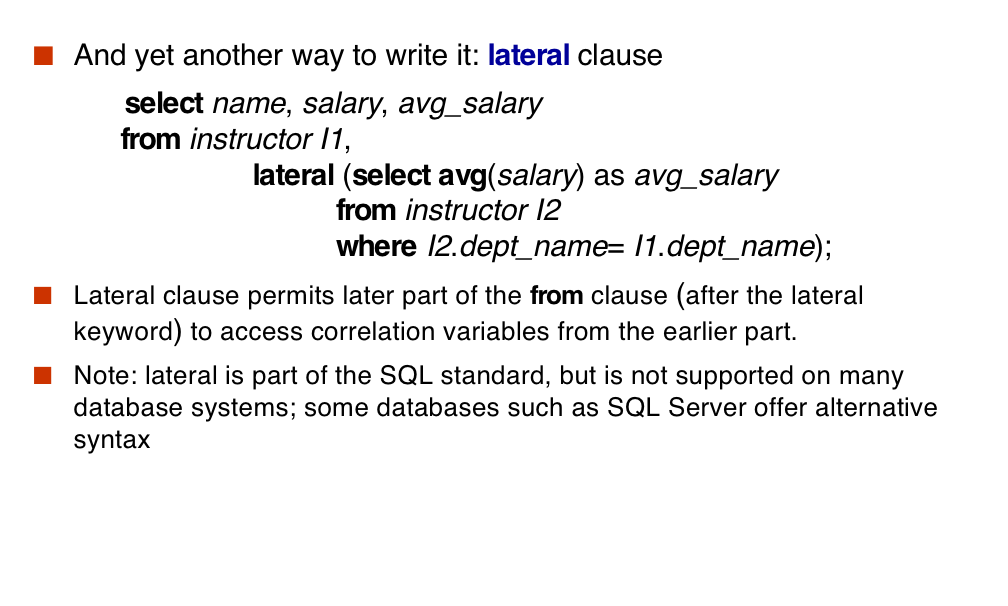 And yet another way to write it: lateral clause
select name, salary, avg_salary
from instructor I1,
lateral (select avg(salary) as avg_salary
from instructor I2
where I2.dept_name= I1.dept_name);
Lateral clause permits later part of the from clause (after the lateral
keyword) to access correlation variables from the earlier part.
Note: lateral is part of the SQL standard, but is not supported on many
database systems; some databases such as SQL Server offer alternative
syntax